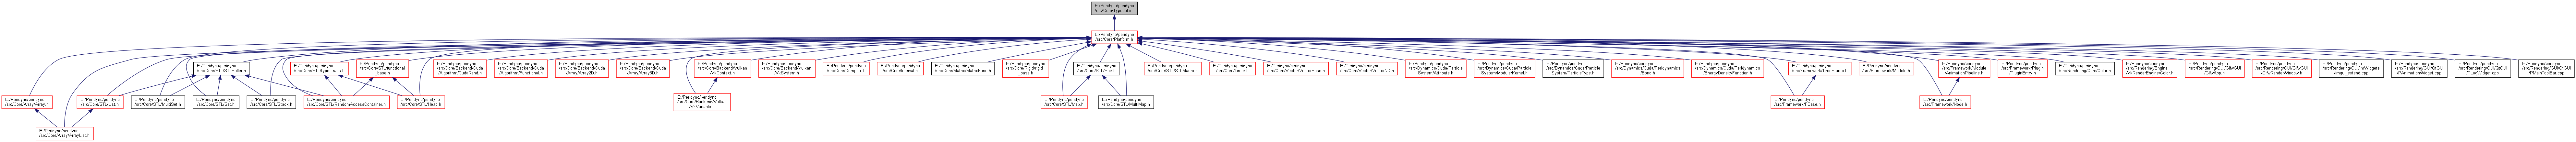 E:/Peridyno/peridyno
/src/Core/Typedef.inl
E:/Peridyno/peridyno
/src/Core/Platform.h
E:/Peridyno/peridyno
/src/Core/STL/STLBuffer.h
E:/Peridyno/peridyno
/src/Core/STL/type_traits.h
E:/Peridyno/peridyno
/src/Core/STL/functional
_base.h
E:/Peridyno/peridyno
/src/Core/Backend/Cuda
/Algorithm/CudaRand.h
E:/Peridyno/peridyno
/src/Core/Backend/Cuda
/Algorithm/Functional.h
E:/Peridyno/peridyno
/src/Core/Backend/Cuda
/Array/Array2D.h
E:/Peridyno/peridyno
/src/Core/Backend/Cuda
/Array/Array3D.h
E:/Peridyno/peridyno
/src/Core/Backend/Vulkan
/VkContext.h
E:/Peridyno/peridyno
/src/Core/Backend/Vulkan
/VkSystem.h
E:/Peridyno/peridyno
/src/Core/Complex.h
E:/Peridyno/peridyno
/src/Core/Interval.h
E:/Peridyno/peridyno
/src/Core/Matrix/MatrixFunc.h
E:/Peridyno/peridyno
/src/Core/Rigid/rigid
_base.h
E:/Peridyno/peridyno
/src/Core/STL/Pair.h
E:/Peridyno/peridyno
/src/Core/STL/STLMacro.h
E:/Peridyno/peridyno
/src/Core/Timer.h
E:/Peridyno/peridyno
/src/Core/Vector/VectorBase.h
E:/Peridyno/peridyno
/src/Core/Vector/VectorND.h
E:/Peridyno/peridyno
/src/Dynamics/Cuda/Particle
System/Attribute.h
E:/Peridyno/peridyno
/src/Dynamics/Cuda/Particle
System/Module/Kernel.h
E:/Peridyno/peridyno
/src/Dynamics/Cuda/Particle
System/ParticleType.h
E:/Peridyno/peridyno
/src/Dynamics/Cuda/Peridynamics
/Bond.h
E:/Peridyno/peridyno
/src/Dynamics/Cuda/Peridynamics
/EnergyDensityFunction.h
E:/Peridyno/peridyno
/src/Framework/TimeStamp.h
E:/Peridyno/peridyno
/src/Framework/Module.h
E:/Peridyno/peridyno
/src/Framework/Module
/AnimationPipeline.h
E:/Peridyno/peridyno
/src/Framework/Plugin
/PluginEntry.h
E:/Peridyno/peridyno
/src/Rendering/Core/Color.h
E:/Peridyno/peridyno
/src/Rendering/Engine
/VkRenderEngine/Color.h
E:/Peridyno/peridyno
/src/Rendering/GUI/GlfwGUI
/GlfwApp.h
E:/Peridyno/peridyno
/src/Rendering/GUI/GlfwGUI
/GlfwRenderWindow.h
E:/Peridyno/peridyno
/src/Rendering/GUI/ImWidgets
/imgui_extend.cpp
E:/Peridyno/peridyno
/src/Rendering/GUI/QtGUI
/PAnimationWidget.cpp
E:/Peridyno/peridyno
/src/Rendering/GUI/QtGUI
/PLogWidget.cpp
E:/Peridyno/peridyno
/src/Rendering/GUI/QtGUI
/PMainToolBar.cpp
E:/Peridyno/peridyno
/src/Core/Array/Array.h
E:/Peridyno/peridyno
/src/Core/STL/List.h
E:/Peridyno/peridyno
/src/Core/STL/MultiSet.h
E:/Peridyno/peridyno
/src/Core/STL/Set.h
E:/Peridyno/peridyno
/src/Core/STL/Stack.h
E:/Peridyno/peridyno
/src/Core/STL/RandomAccessContainer.h
E:/Peridyno/peridyno
/src/Core/STL/Heap.h
E:/Peridyno/peridyno
/src/Core/Backend/Vulkan
/VkVariable.h
E:/Peridyno/peridyno
/src/Core/STL/Map.h
E:/Peridyno/peridyno
/src/Core/STL/MultiMap.h
E:/Peridyno/peridyno
/src/Framework/FBase.h
E:/Peridyno/peridyno
/src/Framework/Node.h
E:/Peridyno/peridyno
/src/Core/Array/ArrayList.h